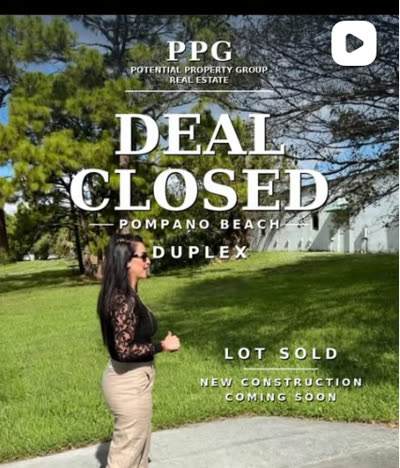 PPG
POTENTIAL PROPERTY GROUP
REAL ESTATE
DEAL
CLOSED
POMPANO BEACH
DUPLEX
LOT SOLD
NEW CONSTRUCTION
COMING SOON